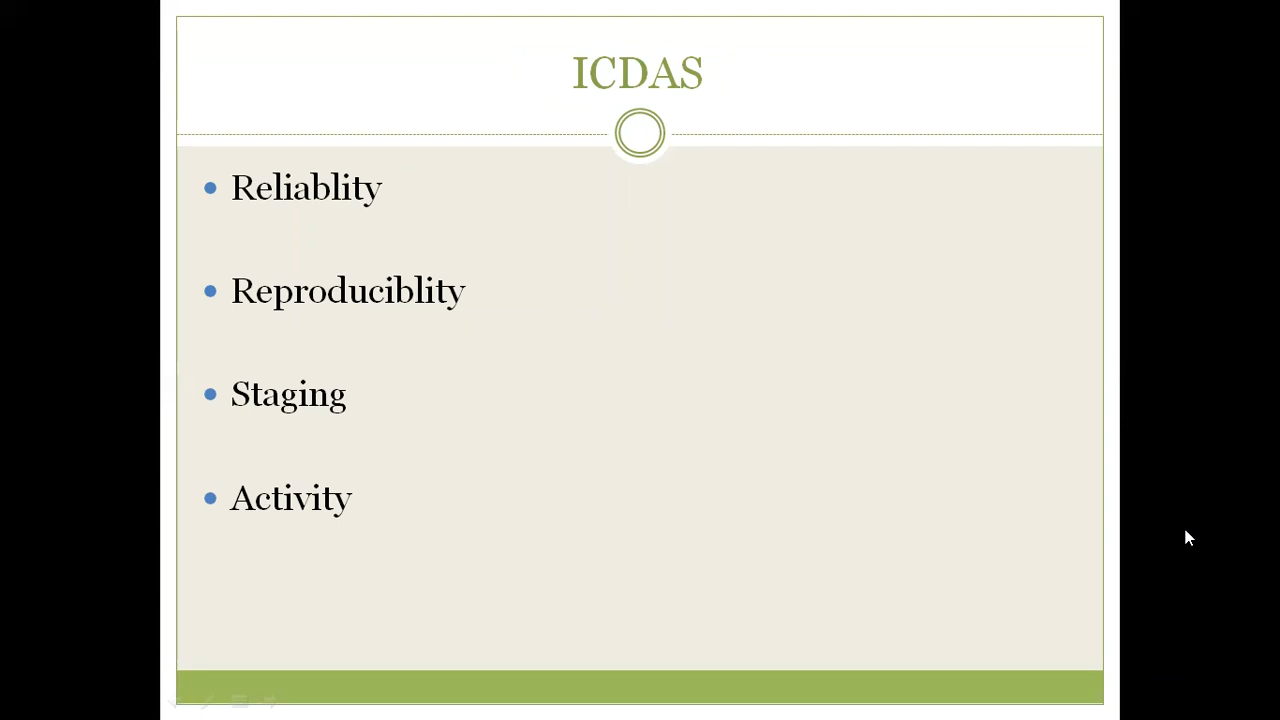 ICDAS
Reliablity
Reproduciblity
Staging
Activity